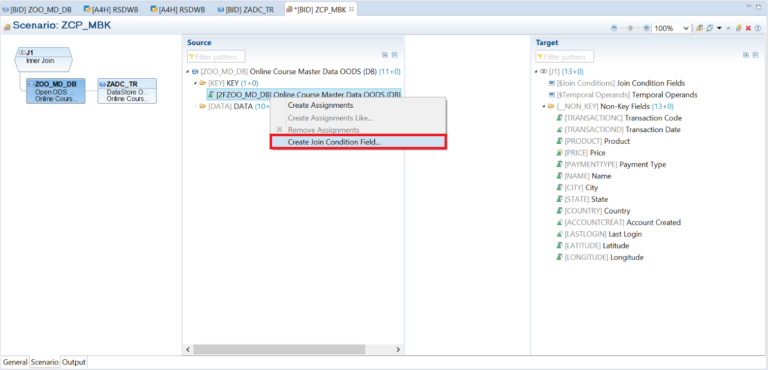 [BID] ZOO_MD_DB
[A4H] RSDWB
[A4H] RSDWB
[BID] ZADC_TR
*[BID] ZCP_MBK
Scenario: ZCP_MBK
100%
J1
Inner Join
ZOO_MD_DB
Open ODS ...
Online Cours...
ZADC_TR
DataStore O...
Online Cours...
Source
Filter pattern
[ZOO_MD_DB] Online Course Master Data OODS (DB) (11+0)
[KEY] KEY (1+0)
[2FZOO_MD_DB] Online Course Master Data OODS (DB)
[DATA] DATA (10+
Create Assignments
Create Assignments Like...
Remove Assignments
Create Join Condition Field...
Target
Filter pattern
[J1] (13+0)
[$Join Conditions] Join Condition Fields
[$Temporal Operands] Temporal Operands
[__NON_KEY] Non-Key Fields (13+0)
[TRANSACTIONC] Transaction Code
[TRANSACTIOND] Transaction Date
[PRODUCT] Product
[PRICE] Price
[PAYMENTTYPE] Payment Type
[NAME] Name
[CITY] City
[STATE] State
[COUNTRY] Country
[ACCOUNTCREAT] Account Created
[LASTLOGIN] Last Login
[LATITUDE] Latitude
[LONGITUDE] Longitude
General
Scenario
Output